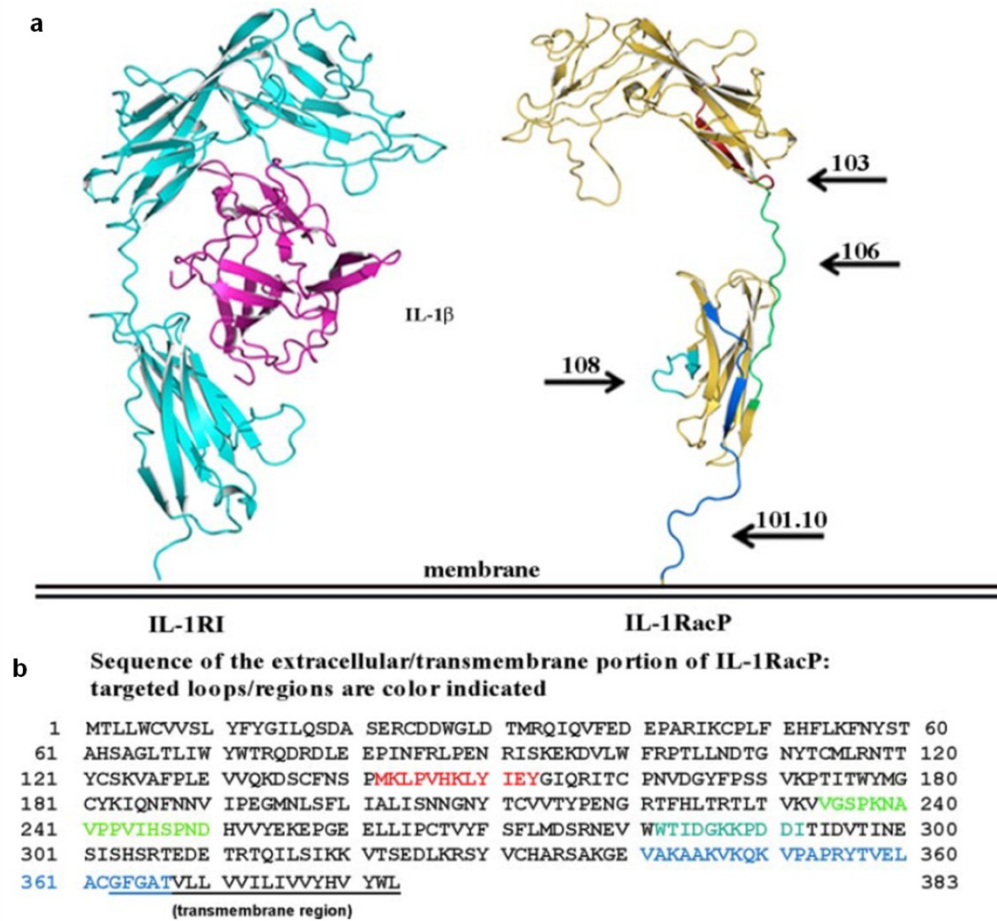 a
103
106
IL-1β
108
101.10
membrane
IL-1RI IL-1RacP
b Sequence of the extracellular/transmembrane portion of IL-1RacP:
targeted loops/regions are color indicated
1 MTLLWCVVSL YFYGILQSDA SERCDDWGLD TMRQIQVFED EPARIKCPLF EHFLKFNYST 60
61 AHSAGLTLIW YWTRQDRDLE EPINFRLPEN RISKEKDVLW FRPTLLNDTG NYTCMLRNTT 120
121 YCSKVAFPLE VVQKDSCFNS PMKLPVHKLY IEYGIQRITC PNVDGYFPSS VKPTITWYMG 180
181 CYKIQNFNNV IPEGMNLSFL IALISNNGNY TCVVTYPENG RTFHLTRTLT VKVVGSPKNA 240
241 VPPVIHSPND HVVYEKEPGE ELLIPCTVYF SFLMDSRNEV WWTIDGKKPD DITIDVTINE 300
301 SISHSRTEDE TRTQILSIKK VTSEDLKRSY VCHARSAKGE VAKAAKVKQK VPAPRYTVEL 360
361 ACGFGATVLL VVILIVVYHV YWL 383
(transmembrane region)